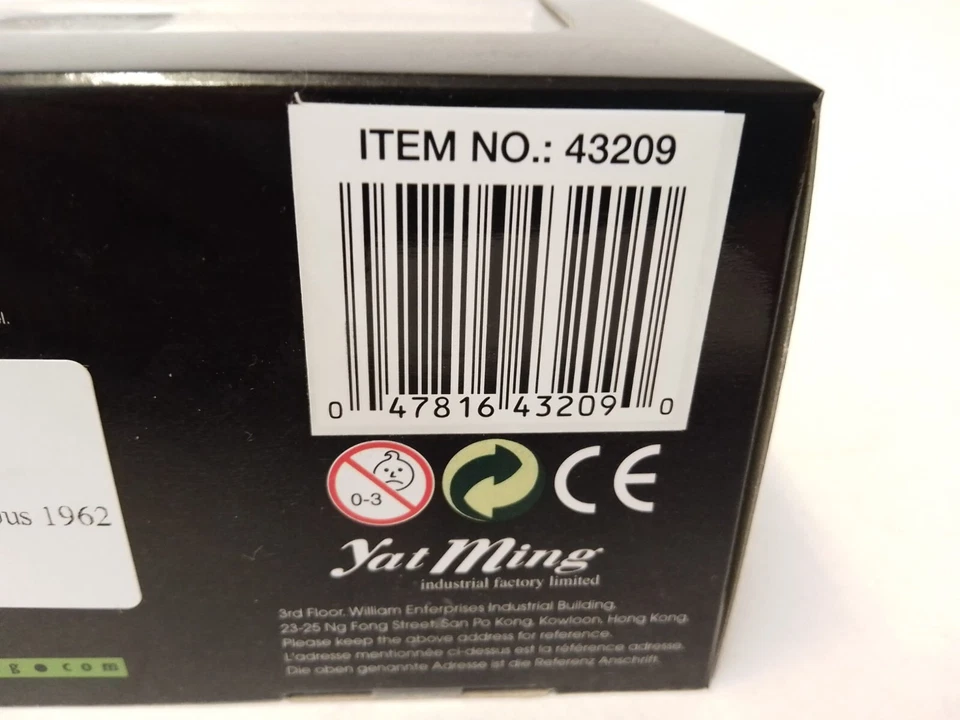 ITEM NO.: 43209
0 47816 43209 0
0-3
CE
Yat Ming
industrial factory limited
1962
3rd Floor, William Enterprises Industrial Building,
23-25 Ng Fong Street, San Po Kong, Kowloon, Hong Kong.
Please keep the above address for reference.
L'adresse mentionnée ci-dessus est la référence adresse.
Die oben genannte Adresse ist die Referenz Anschrift.
g●com